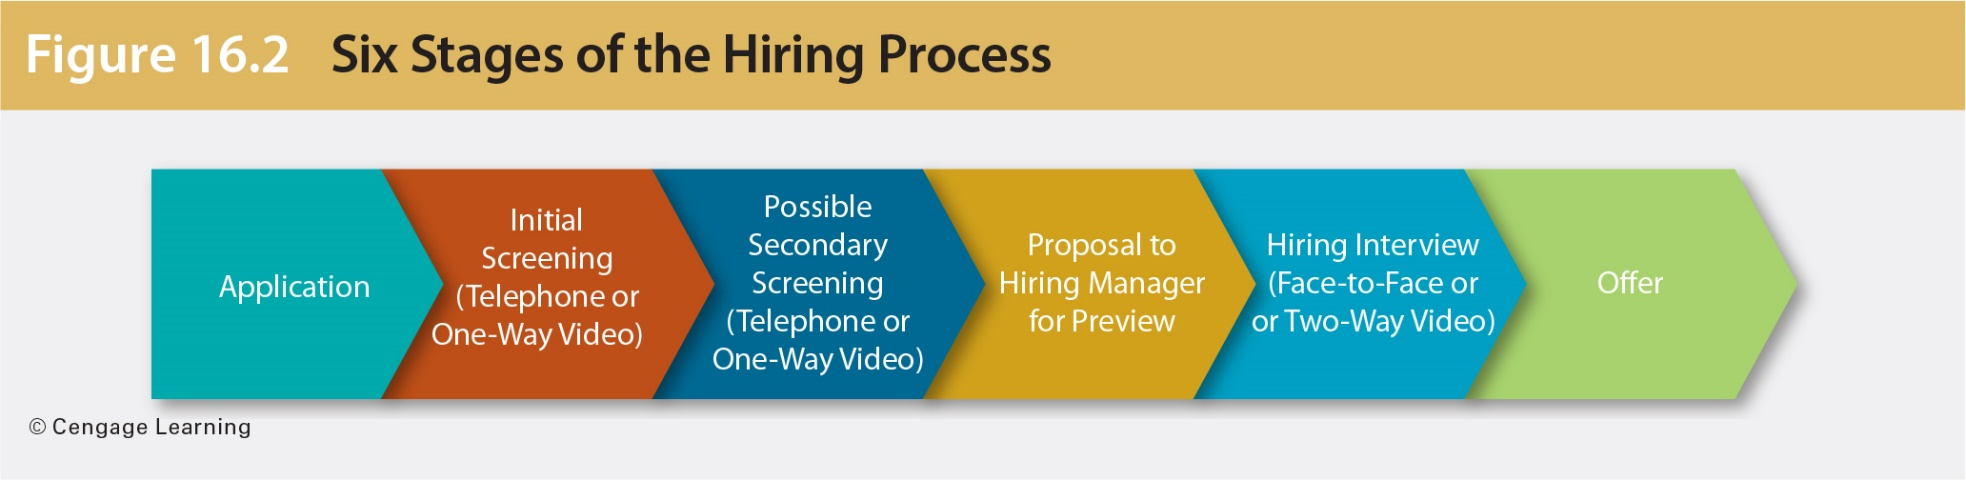 Figure 16.2 Six Stages of the Hiring Process
Application
Initial
Screening
(Telephone or
One-Way Video)
Possible
Secondary
Screening
(Telephone or
One-Way Video)
Proposal to
Hiring Manager
for Preview
Hiring Interview
(Face-to-Face or
or Two-Way Video)
Offer
© Cengage Learning